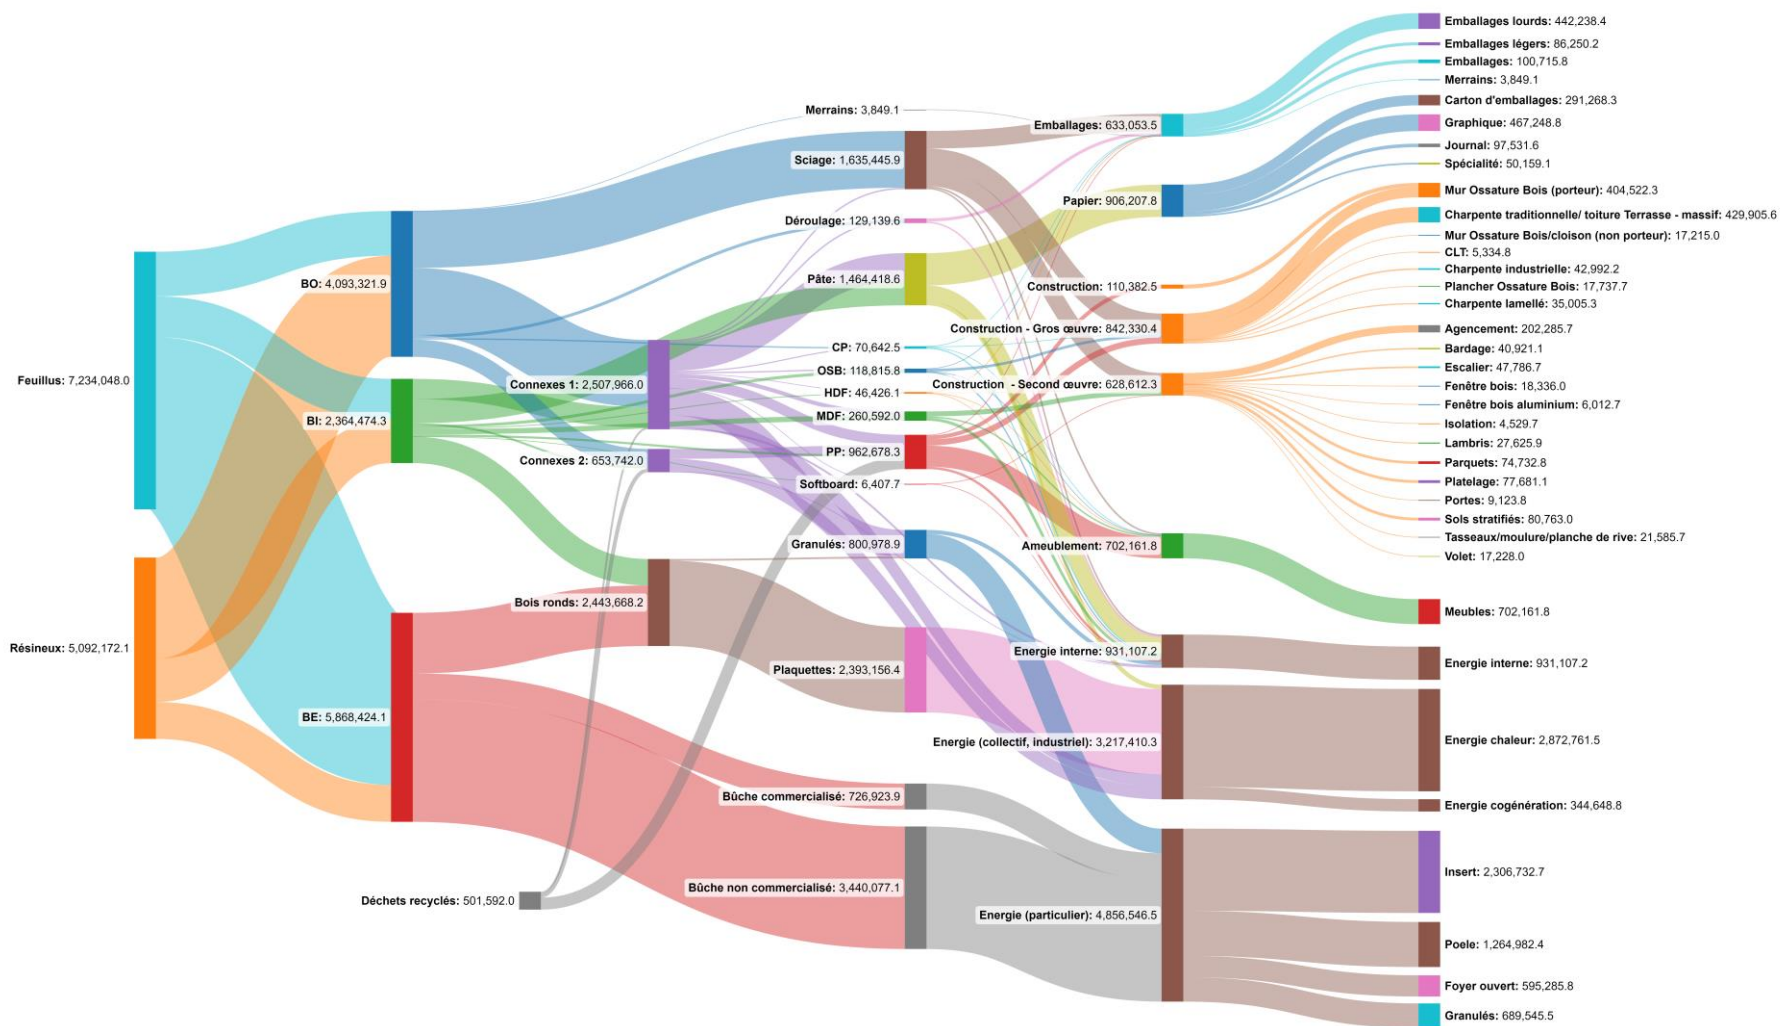 Feuillus: 7,234,048.0
Résineux: 5,092,172.1
BO: 4,093,321.9
BI: 2,364,474.3
BE: 5,868,424.1
Déchets recyclés: 501,592.0
Connexes 1: 2,507,966.0
Connexes 2: 653,742.0
Bois ronds: 2,443,668.2
Merrains: 3,849.1
Sciage: 1,635,445.9
Déroulage: 129,139.6
Pâte: 1,464,418.6
CP: 70,642.5
OSB: 118,815.8
HDF: 46,426.1
MDF: 260,592.0
PP: 962,678.3
Softboard: 6,407.7
Granulés: 800,978.9
Plaquettes: 2,393,156.4
Bûche commercialisé: 726,923.9
Bûche non commercialisé: 3,440,077.1
Emballages: 633,053.5
Papier: 906,207.8
Construction: 110,382.5
Construction - Gros œuvre: 842,330.4
Construction - Second œuvre: 628,612.3
Ameublement: 702,161.8
Energie interne: 931,107.2
Energie (collectif, industriel): 3,217,410.3
Energie (particulier): 4,856,546.5
Emballages lourds: 442,238.4
Emballages légers: 86,250.2
Emballages: 100,715.8
Merrains: 3,849.1
Carton d'emballages: 291,268.3
Graphique: 467,248.8
Journal: 97,531.6
Spécialité: 50,159.1
Mur Ossature Bois (porteur): 404,522.3
Charpente traditionnelle/ toiture Terrasse - massif: 429,905.6
Mur Ossature Bois/cloison (non porteur): 17,215.0
CLT: 5,334.8
Charpente industrielle: 42,992.2
Plancher Ossature Bois: 17,737.7
Charpente lamellé: 35,005.3
Agencement: 202,285.7
Bardage: 40,921.1
Escalier: 47,786.7
Fenêtre bois: 18,336.0
Fenêtre bois aluminium: 6,012.7
Isolation: 4,529.7
Lambris: 27,625.9
Parquets: 74,732.8
Platelage: 77,681.1
Portes: 9,123.8
Sols stratifiés: 80,763.0
Tasseaux/moulure/planche de rive: 21,585.7
Volet: 17,228.0
Meubles: 702,161.8
Energie interne: 931,107.2
Energie chaleur: 2,872,761.5
Energie cogénération: 344,648.8
Insert: 2,306,732.7
Poele: 1,264,982.4
Foyer ouvert: 595,285.8
Granulés: 689,545.5